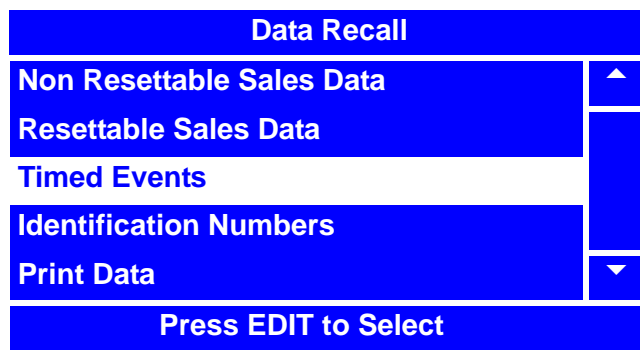 Data Recall
Non Resettable Sales Data
Resettable Sales Data
Timed Events
Identification Numbers
Print Data
Press EDIT to Select